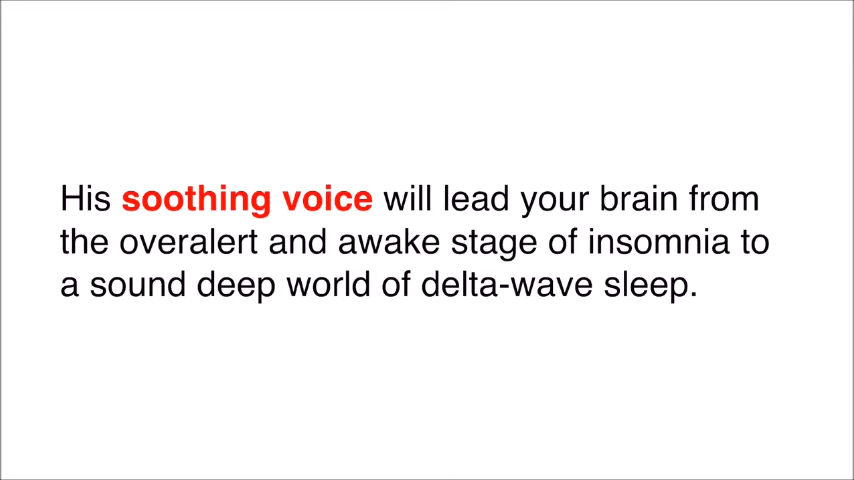 His soothing voice will lead your brain from
the overalert and awake stage of insomnia to
a sound deep world of delta-wave sleep.